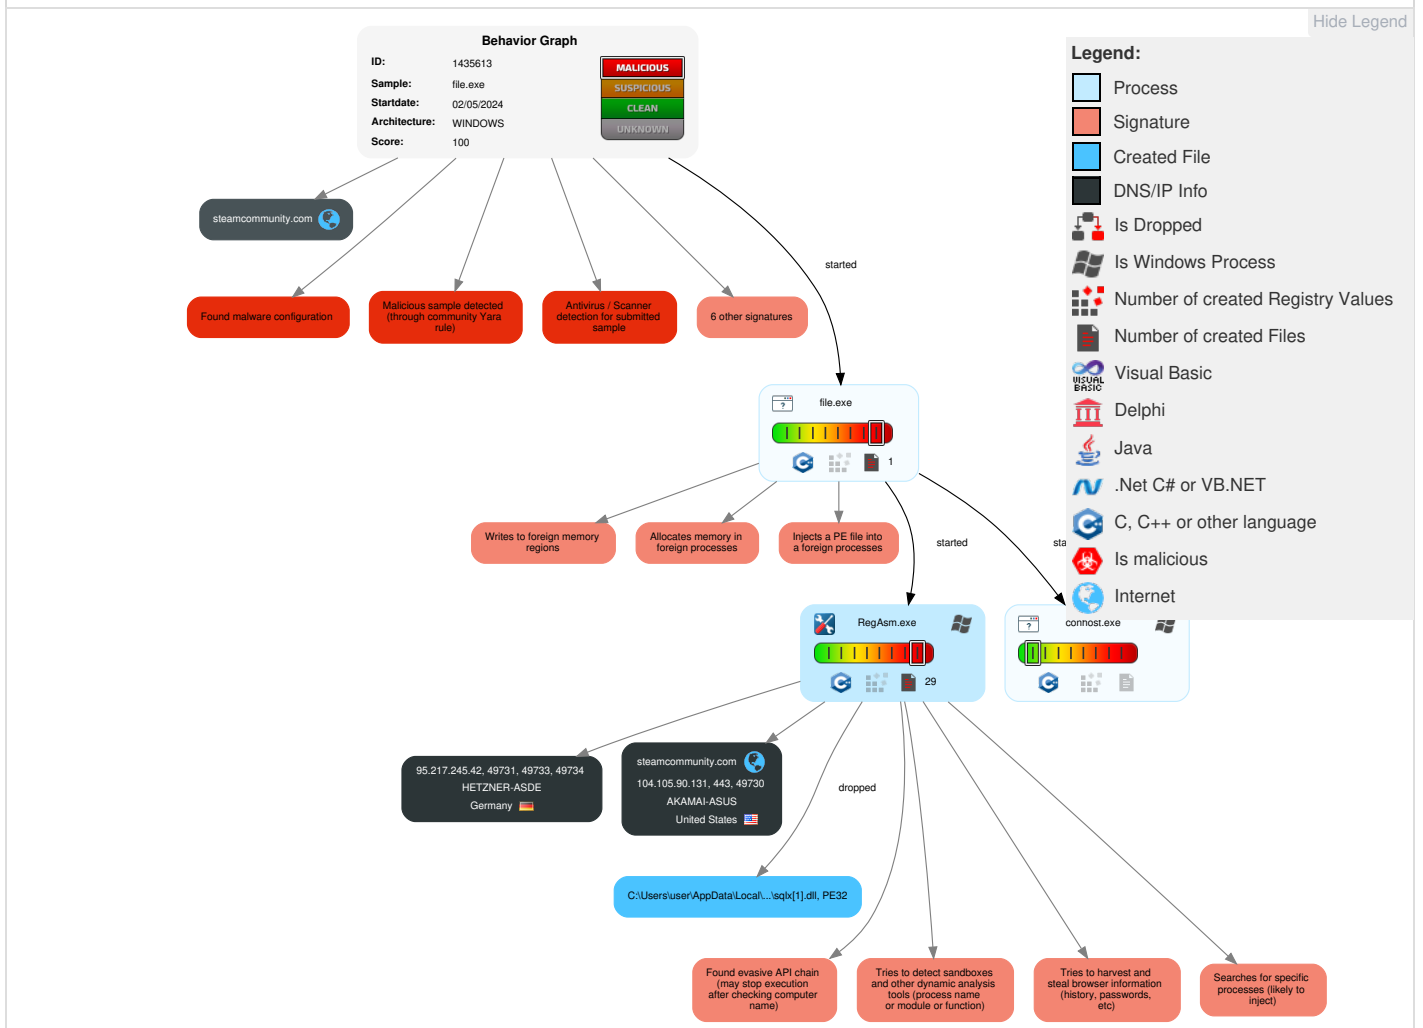 Hide Legend
Behavior Graph
ID: 1435613
Sample: file.exe
Startdate: 02/05/2024
Architecture: WINDOWS
Score: 100
MALICIOUS
SUSPICIOUS
CLEAN
UNKNOWN
Legend:
Process
Signature
Created File
DNS/IP Info
Is Dropped
Is Windows Process
Number of created Registry Values
Number of created Files
VISUAL
BASIC
Visual Basic
Delphi
Java
.Net C# or VB.NET
C, C++ or other language
Is malicious
Internet
steamcommunity.com
started
Found malware configuration
Malicious sample detected
(through community Yara
rule)
Antivirus / Scanner
detection for submitted
sample
6 other signatures
file.exe
1
Writes to foreign memory
regions
Allocates memory in
foreign processes
Injects a PE file into
a foreign processes
started
sta
RegAsm.exe
29
conhost.exe
95.217.245.42, 49731, 49733, 49734
HETZNER-ASDE
Germany
steamcommunity.com
104.105.90.131, 443, 49730
AKAMAI-ASUS
United States
dropped
C:\Users\user\AppData\Local\...\sqlx[1].dll, PE32
Found evasive API chain
(may stop execution
after checking computer
name)
Tries to detect sandboxes
and other dynamic analysis
tools (process name
or module or function)
Tries to harvest and
steal browser information
(history, passwords,
etc)
Searches for specific
processes (likely to
inject)